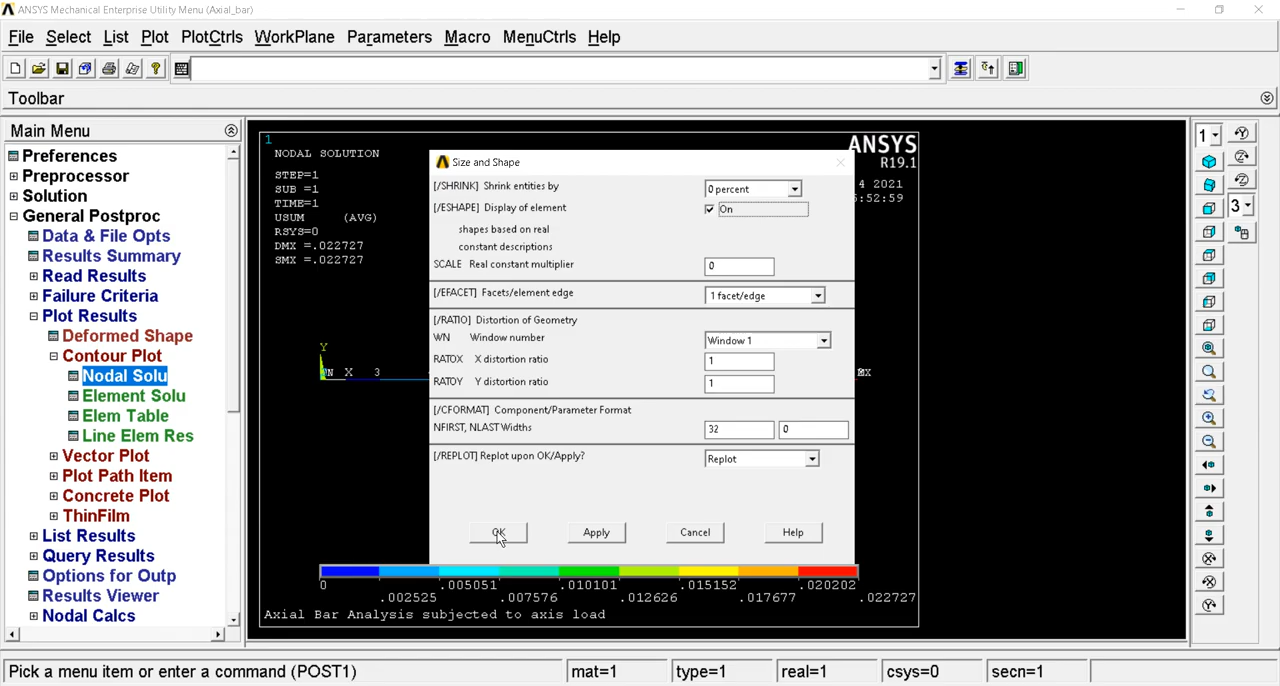 ANSYS Mechanical Enterprise Utility Menu (Axial_bar)
File Select List Plot PlotCtrls WorkPlane Parameters Macro MenuCtrls Help
Toolbar
Main Menu
Preferences
Preprocessor
Solution
General Postproc
Data & File Opts
Results Summary
Read Results
Failure Criteria
Plot Results
Deformed Shape
Contour Plot
Nodal Solu
Element Solu
Elem Table
Line Elem Res
Vector Plot
Plot Path Item
Concrete Plot
ThinFilm
List Results
Query Results
Options for Outp
Results Viewer
Nodal Calcs
1
NODAL SOLUTION
STEP=1
SUB =1
TIME=1
USUM (AVG)
RSYS=0
DMX =.022727
SMX =.022727
ANSYS
R19.1
4 2021
:52:59
Y
X 3
Size and Shape
[/SHRINK] Shrink entities by 0 percent
[/ESHAPE] Display of element On
shapes based on real
constant descriptions
SCALE Real constant multiplier 0
[/EFACET] Facets/element edge 1 facet/edge
[/RATIO] Distortion of Geometry
WN Window number Window 1
RATOX X distortion ratio 1
RATOY Y distortion ratio 1
[/CFORMAT] Component/Parameter Format
NFIRST, NLAST Widths 32 0
[/REPLOT] Replot upon OK/Apply? Replot
OK Apply Cancel Help
0 .005051 .010101 .015152 .020202
.002525 .007576 .012626 .017677 .022727
Axial Bar Analysis subjected to axis load
1
3
Pick a menu item or enter a command (POST1) mat=1 type=1 real=1 csys=0 secn=1